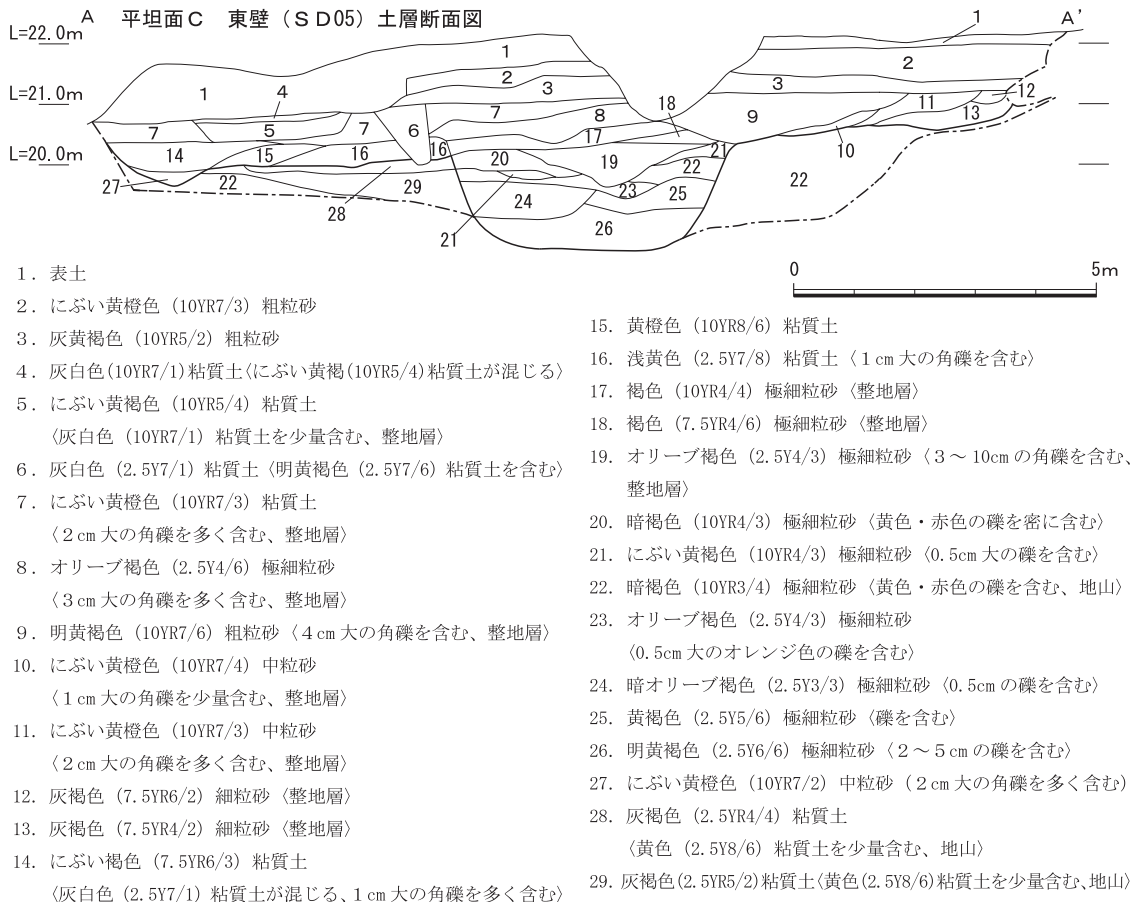 A 平坦面C 東壁（SD05）土層断面図 A’
L=22.0m
L=21.0m
L=20.0m
1
1
2
2
3
3
1
4
12
11
13
18
7
8
9
7
5
7
6
17
10
14
15
16
16
20
19
21
22
22
27
22
29
23
25
24
28
21
26
0 5m
1．表土
2．にぶい黄橙色（10YR7/3）粗粒砂
3．灰黄褐色（10YR5/2）粗粒砂
4．灰白色(10YR7/1)粘質土〈にぶい黄褐(10YR5/4)粘質土が混じる〉
5．にぶい黄褐色（10YR5/4）粘質土
〈灰白色（10YR7/1）粘質土を少量含む、整地層〉
6．灰白色（2.5Y7/1）粘質土〈明黄褐色（2.5Y7/6）粘質土を含む〉
7．にぶい黄橙色（10YR7/3）粘質土
〈2cm大の角礫を多く含む、整地層〉
8．オリーブ褐色（2.5Y4/6）極細粒砂
〈3cm大の角礫を多く含む、整地層〉
9．明黄褐色（10YR7/6）粗粒砂〈4cm大の角礫を含む、整地層〉
10．にぶい黄橙色（10YR7/4）中粒砂
〈1cm大の角礫を少量含む、整地層〉
11．にぶい黄橙色（10YR7/3）中粒砂
〈2cm大の角礫を多く含む、整地層〉
12．灰褐色（7.5YR6/2）細粒砂〈整地層〉
13．灰褐色（7.5YR4/2）細粒砂〈整地層〉
14．にぶい褐色（7.5YR6/3）粘質土
〈灰白色（2.5Y7/1）粘質土が混じる、1cm大の角礫を多く含む〉
15．黄橙色（10YR8/6）粘質土
16．浅黄色（2.5Y7/8）粘質土〈1cm大の角礫を含む〉
17．褐色（10YR4/4）極細粒砂〈整地層〉
18．褐色（7.5YR4/6）極細粒砂〈整地層〉
19．オリーブ褐色（2.5Y4/3）極細粒砂〈3～10cmの角礫を含む、
整地層〉
20．暗褐色（10YR4/3）極細粒砂〈黄色・赤色の礫を密に含む〉
21．にぶい黄褐色（10YR4/3）極細粒砂〈0.5cm大の礫を含む〉
22．暗褐色（10YR3/4）極細粒砂〈黄色・赤色の礫を含む、地山〉
23．オリーブ褐色（2.5Y4/3）極細粒砂
〈0.5cm大のオレンジ色の礫を含む〉
24．暗オリーブ褐色（2.5Y3/3）極細粒砂〈0.5cmの礫を含む〉
25．黄褐色（2.5Y5/6）極細粒砂〈礫を含む〉
26．明黄褐色（2.5Y6/6）極細粒砂〈2～5cmの礫を含む〉
27．にぶい黄橙色（10YR7/2）中粒砂（2cm大の角礫を多く含む）
28．灰褐色（2.5YR4/4）粘質土
〈黄色（2.5Y8/6）粘質土を少量含む、地山〉
29．灰褐色(2.5YR5/2)粘質土〈黄色(2.5Y8/6)粘質土を少量含む､地山〉